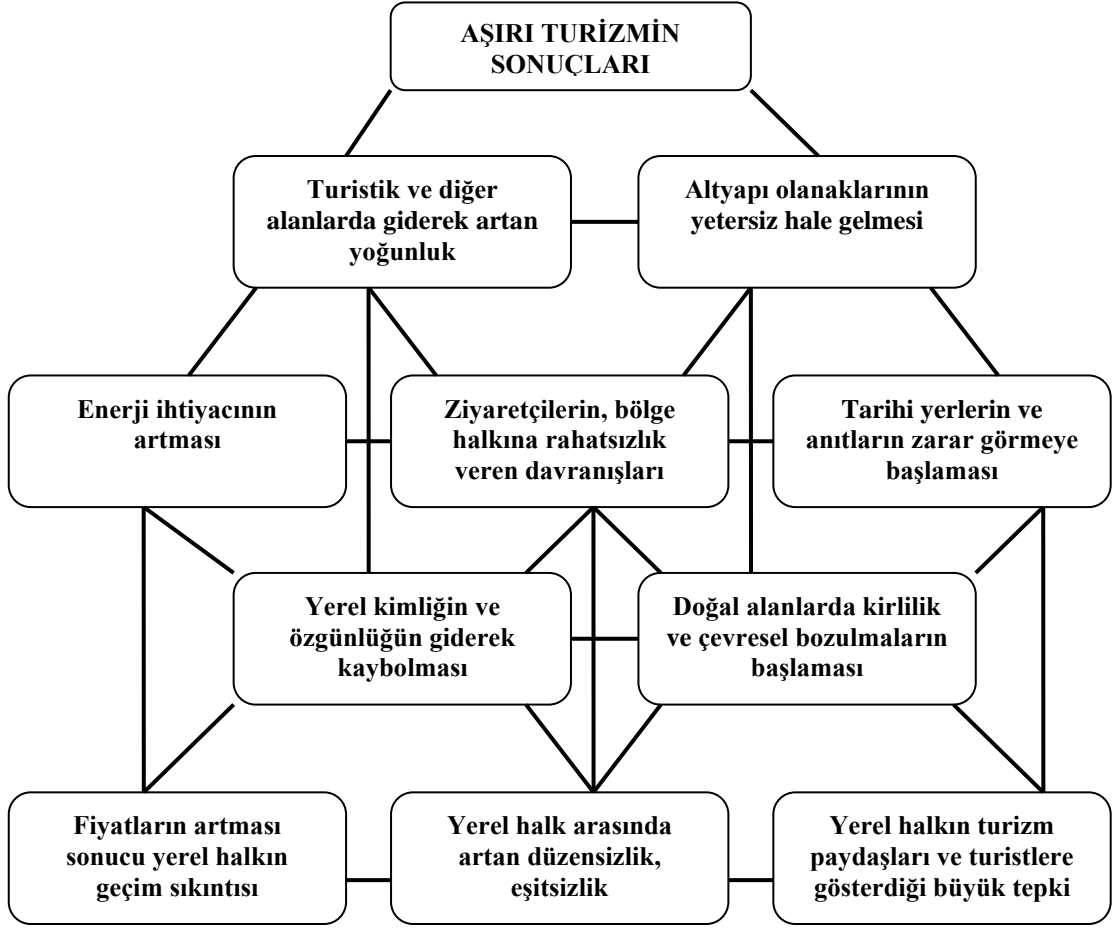 AŞIRI TURİZMİN
SONUÇLARI
Turistik ve diğer
alanlarda giderek artan
yoğunluk
Altyapı olanaklarının
yetersiz hale gelmesi
Enerji ihtiyacının
artması
Ziyaretçilerin, bölge
halkına rahatsızlık
veren davranışları
Tarihi yerlerin ve
anıtların zarar görmeye
başlaması
Yerel kimliğin ve
özgünlüğün giderek
kaybolması
Doğal alanlarda kirlilik
ve çevresel bozulmaların
başlaması
Fiyatların artması
sonucu yerel halkın
geçim sıkıntısı
Yerel halk arasında
artan düzensizlik,
eşitsizlik
Yerel halkın turizm
paydaşları ve turistlere
gösterdiği büyük tepki